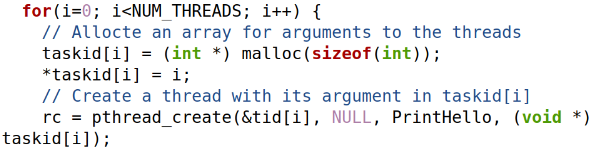 for(i=0; i<NUM_THREADS; i++) {
// Allocte an array for arguments to the threads
taskid[i] = (int *) malloc(sizeof(int));
*taskid[i] = i;
// Create a thread with its argument in taskid[i]
rc = pthread_create(&tid[i], NULL, PrintHello, (void *)
taskid[i]);